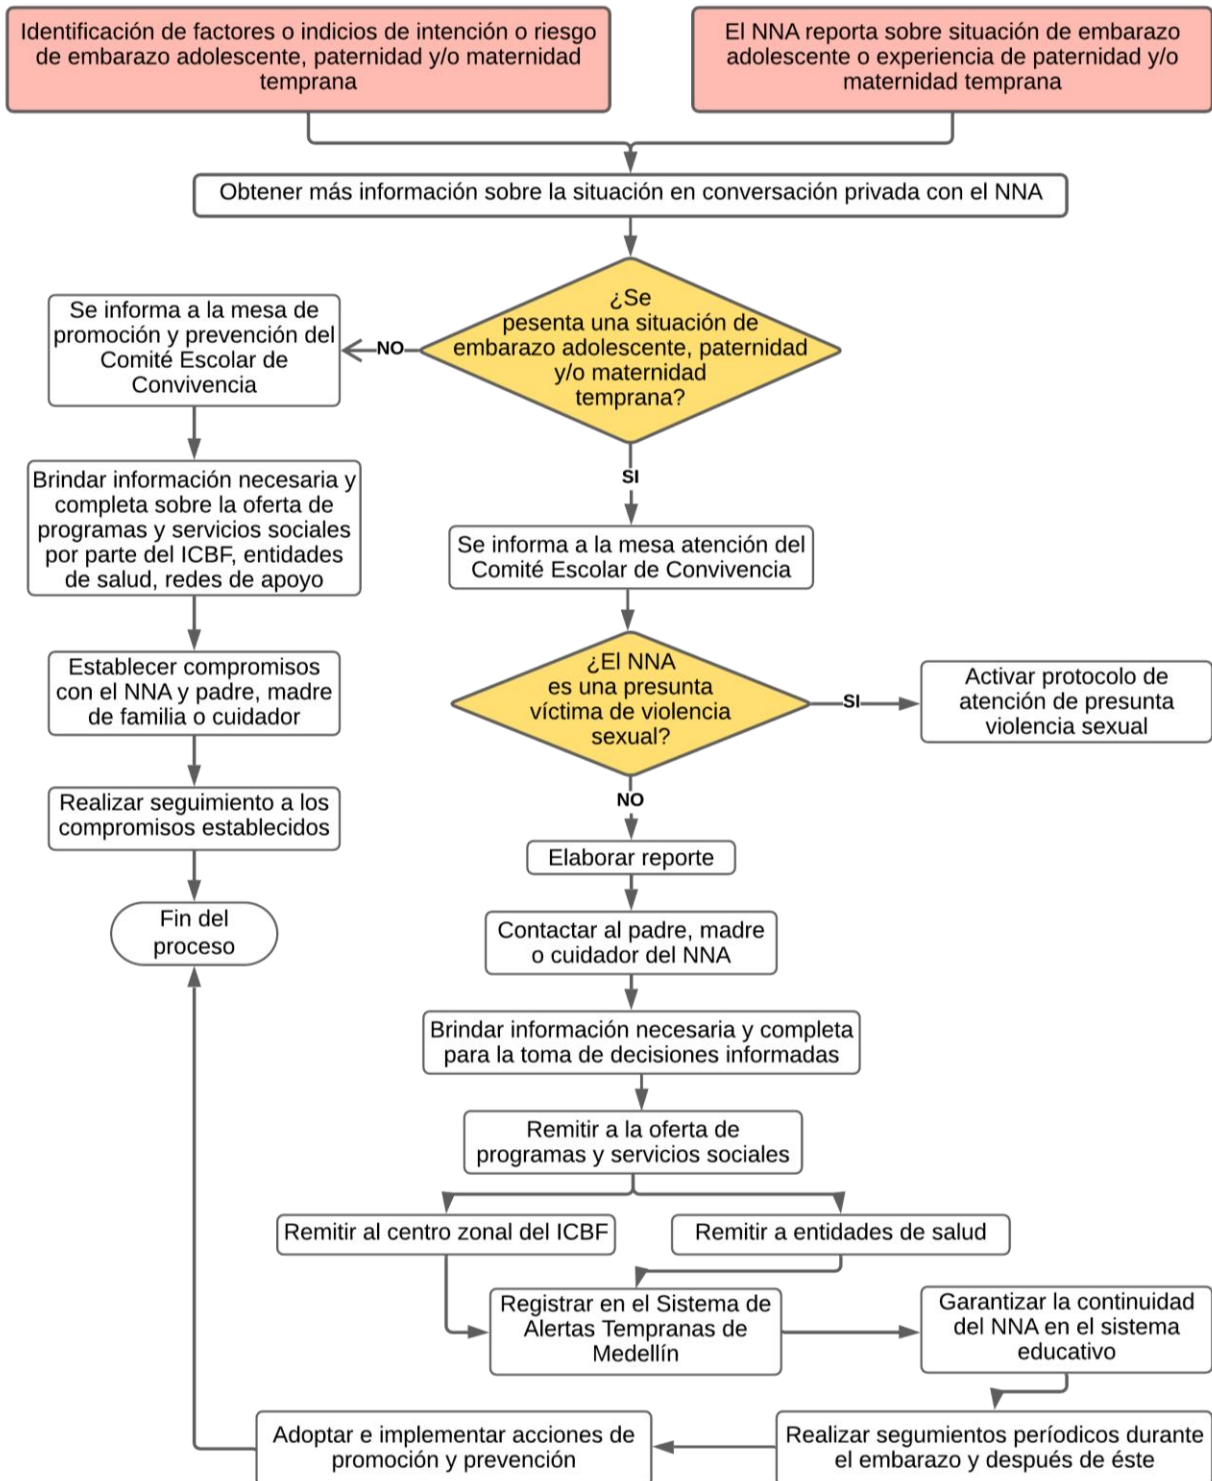 Identificación de factores o indicios de intención o riesgo
de embarazo adolescente, paternidad y/o maternidad
temprana
El NNA reporta sobre situación de embarazo
adolescente o experiencia de paternidad y/o
maternidad temprana
Obtener más información sobre la situación en conversación privada con el NNA
¿Se
pesenta una situación de
embarazo adolescente, paternidad
y/o maternidad
temprana?
NO
Se informa a la mesa de
promoción y prevención del
Comité Escolar de
Convivencia
Brindar información necesaria y
completa sobre la oferta de
programas y servicios sociales
por parte del ICBF, entidades
de salud, redes de apoyo
Establecer compromisos
con el NNA y padre, madre
de familia o cuidador
Realizar seguimiento a los
compromisos establecidos
Fin del
proceso
SI
Se informa a la mesa atención del
Comité Escolar de Convivencia
¿El NNA
es una presunta
víctima de violencia
sexual?
SI
Activar protocolo de
atención de presunta
violencia sexual
NO
Elaborar reporte
Contactar al padre, madre
o cuidador del NNA
Brindar información necesaria y completa
para la toma de decisiones informadas
Remitir a la oferta de
programas y servicios sociales
Remitir al centro zonal del ICBF
Remitir a entidades de salud
Registrar en el Sistema de
Alertas Tempranas de
Medellín
Garantizar la continuidad
del NNA en el sistema
educativo
Realizar segumientos períodicos durante
el embarazo y después de éste
Adoptar e implementar acciones de
promoción y prevención